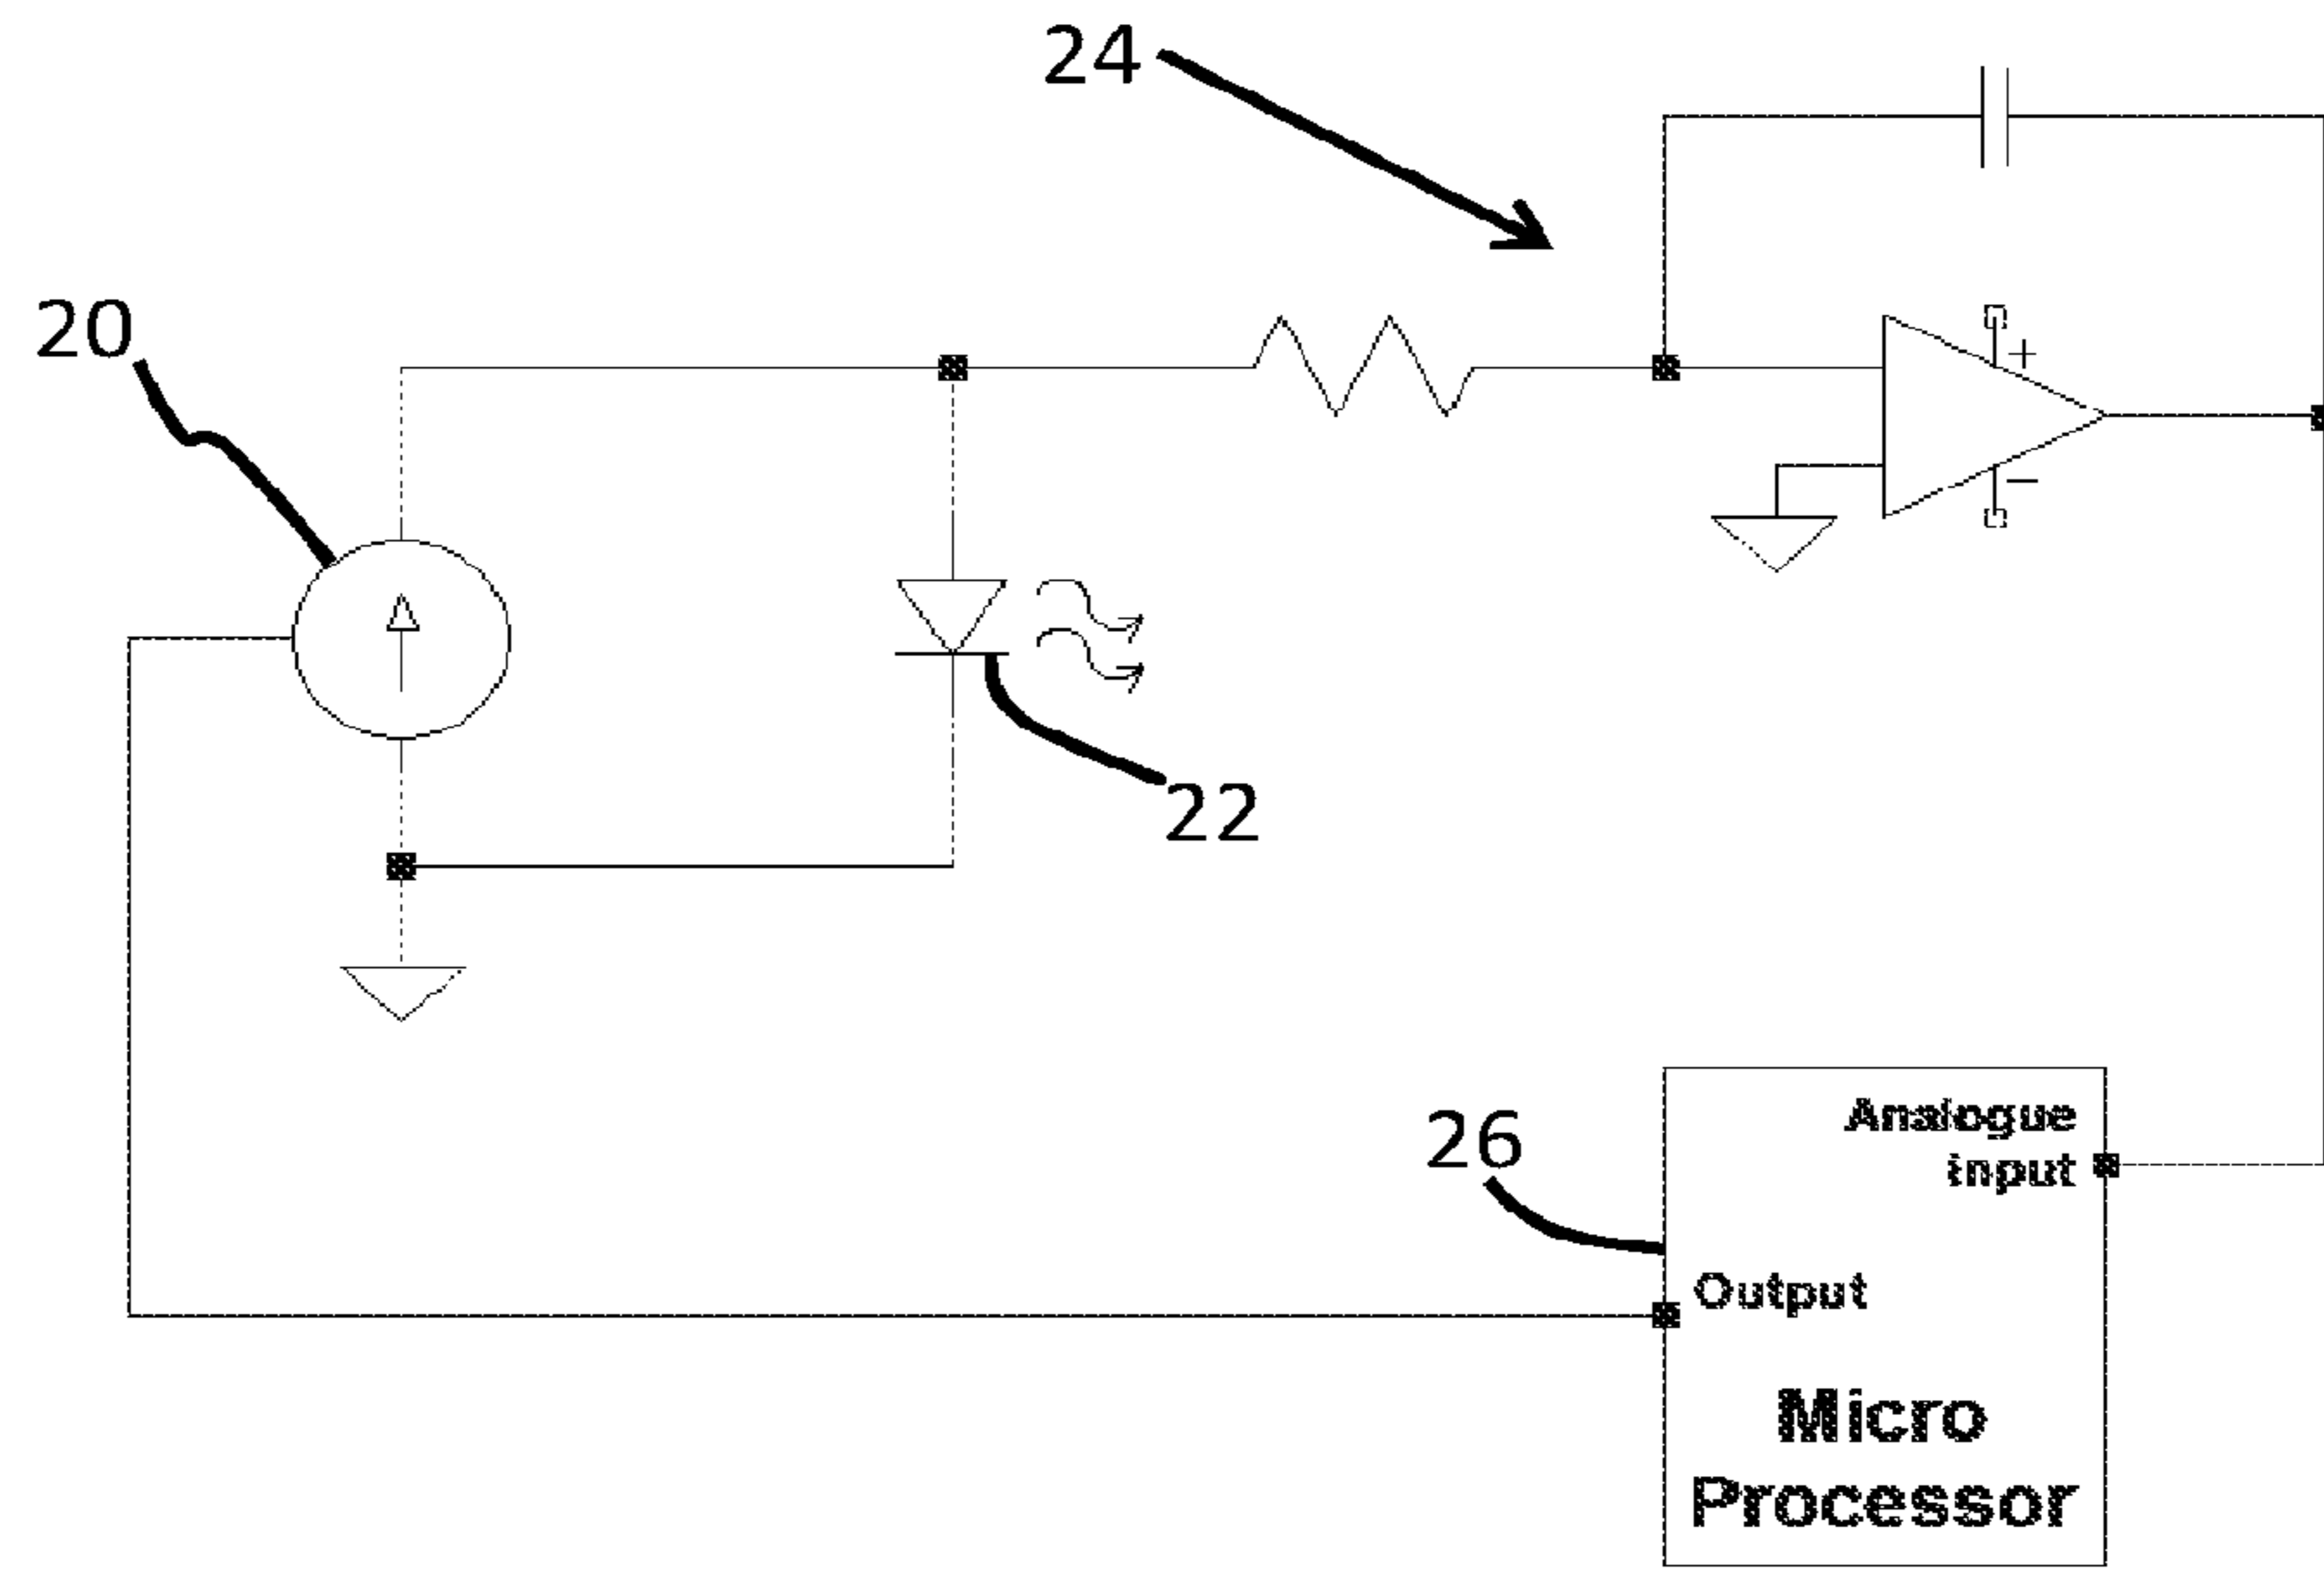 24
20
22
26
Analogue
input
Output
Micro
Processor
+
−